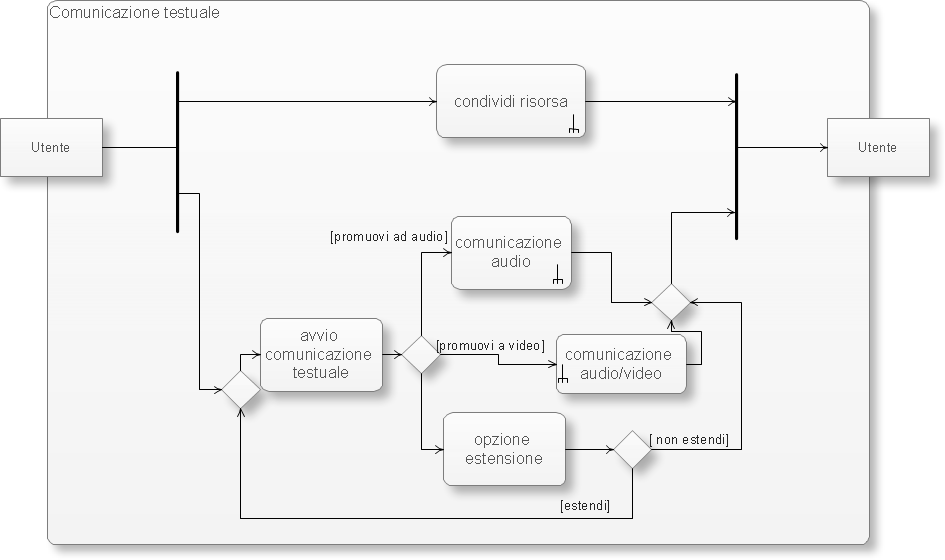 Comunicazione testuale
condividi risorsa
Utente
Utente
[promuovi ad audio]
comunicazione
audio
avvio
comunicazione
testuale
[promuovi a video]
comunicazione
audio/video
opzione
estensione
[ non estendi]
[estendi]